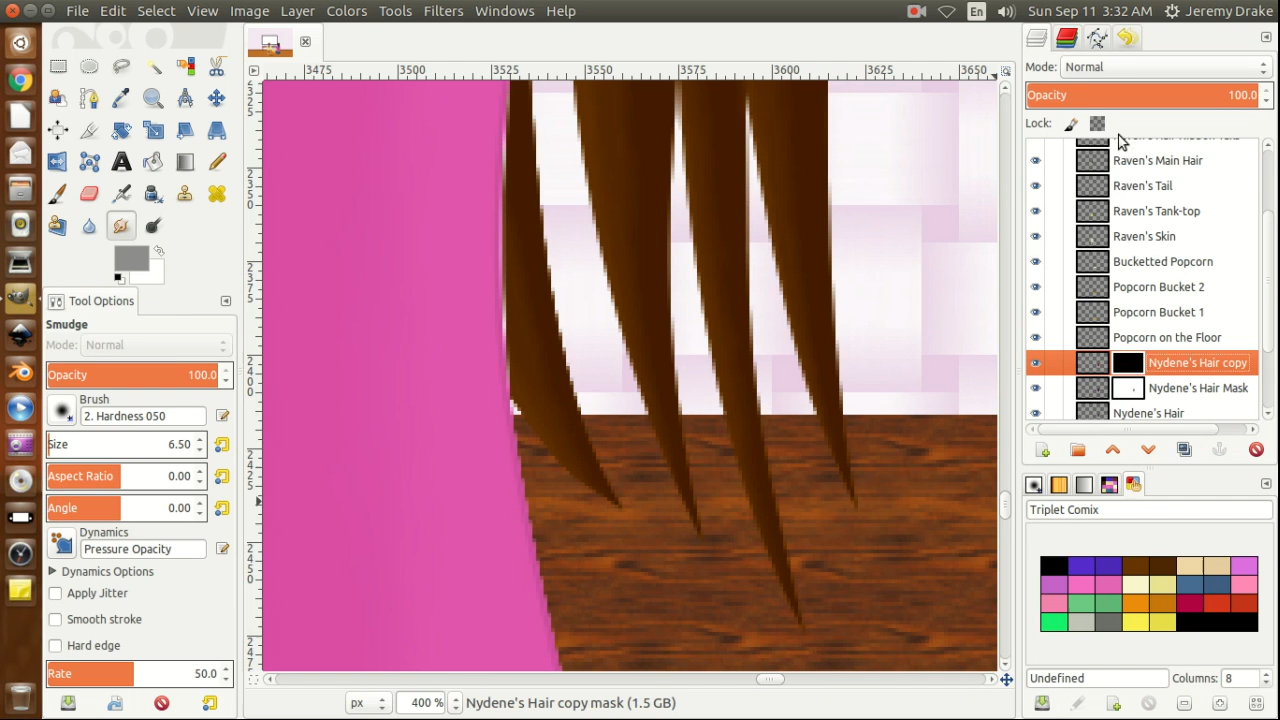 File Edit Select View Image Layer Colors Tools Filters Windows Help
En Sun Sep 11 3:32 AM Jeremy Drake
3475 3500 3525 3550 3575 3600 3625 3650
Mode: Normal
Opacity 100.0
Lock:
Raven's Main Hair
Raven's Tail
Raven's Tank-top
Raven's Skin
Bucketted Popcorn
Popcorn Bucket 2
Popcorn Bucket 1
Popcorn on the Floor
Nydene's Hair copy
Nydene's Hair Mask
Nydene's Hair
Triplet Comix
Undefined Columns: 8
Tool Options
Smudge
Mode: Normal
Opacity 100.0
Brush
2. Hardness 050
Size 6.50
Aspect Ratio 0.00
Angle 0.00
Dynamics
Pressure Opacity
Dynamics Options
Apply Jitter
Smooth stroke
Hard edge
Rate 50.0
px 400 % Nydene's Hair copy mask (1.5 GB)